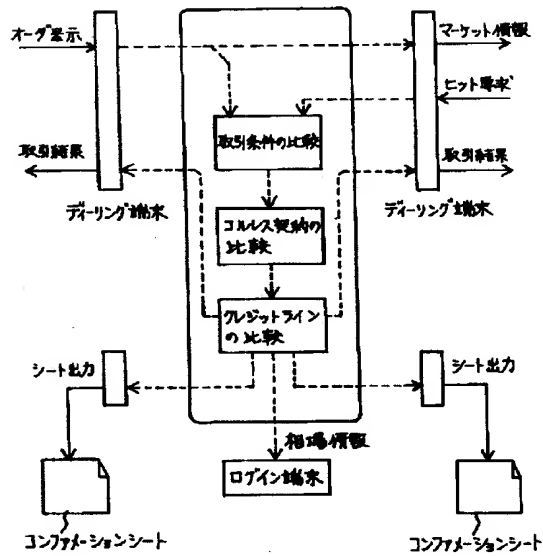 オーダ要示
マーケット情報
ヒット要求
取引条件の比較
取引結果
取引結果
ディーリング端末
ディーリング端末
コルレス契約の
比較
クレジットライン
の比較
シート出力
シート出力
相場情報
ログイン端末
コンファメーションシート
コンファメーションシート